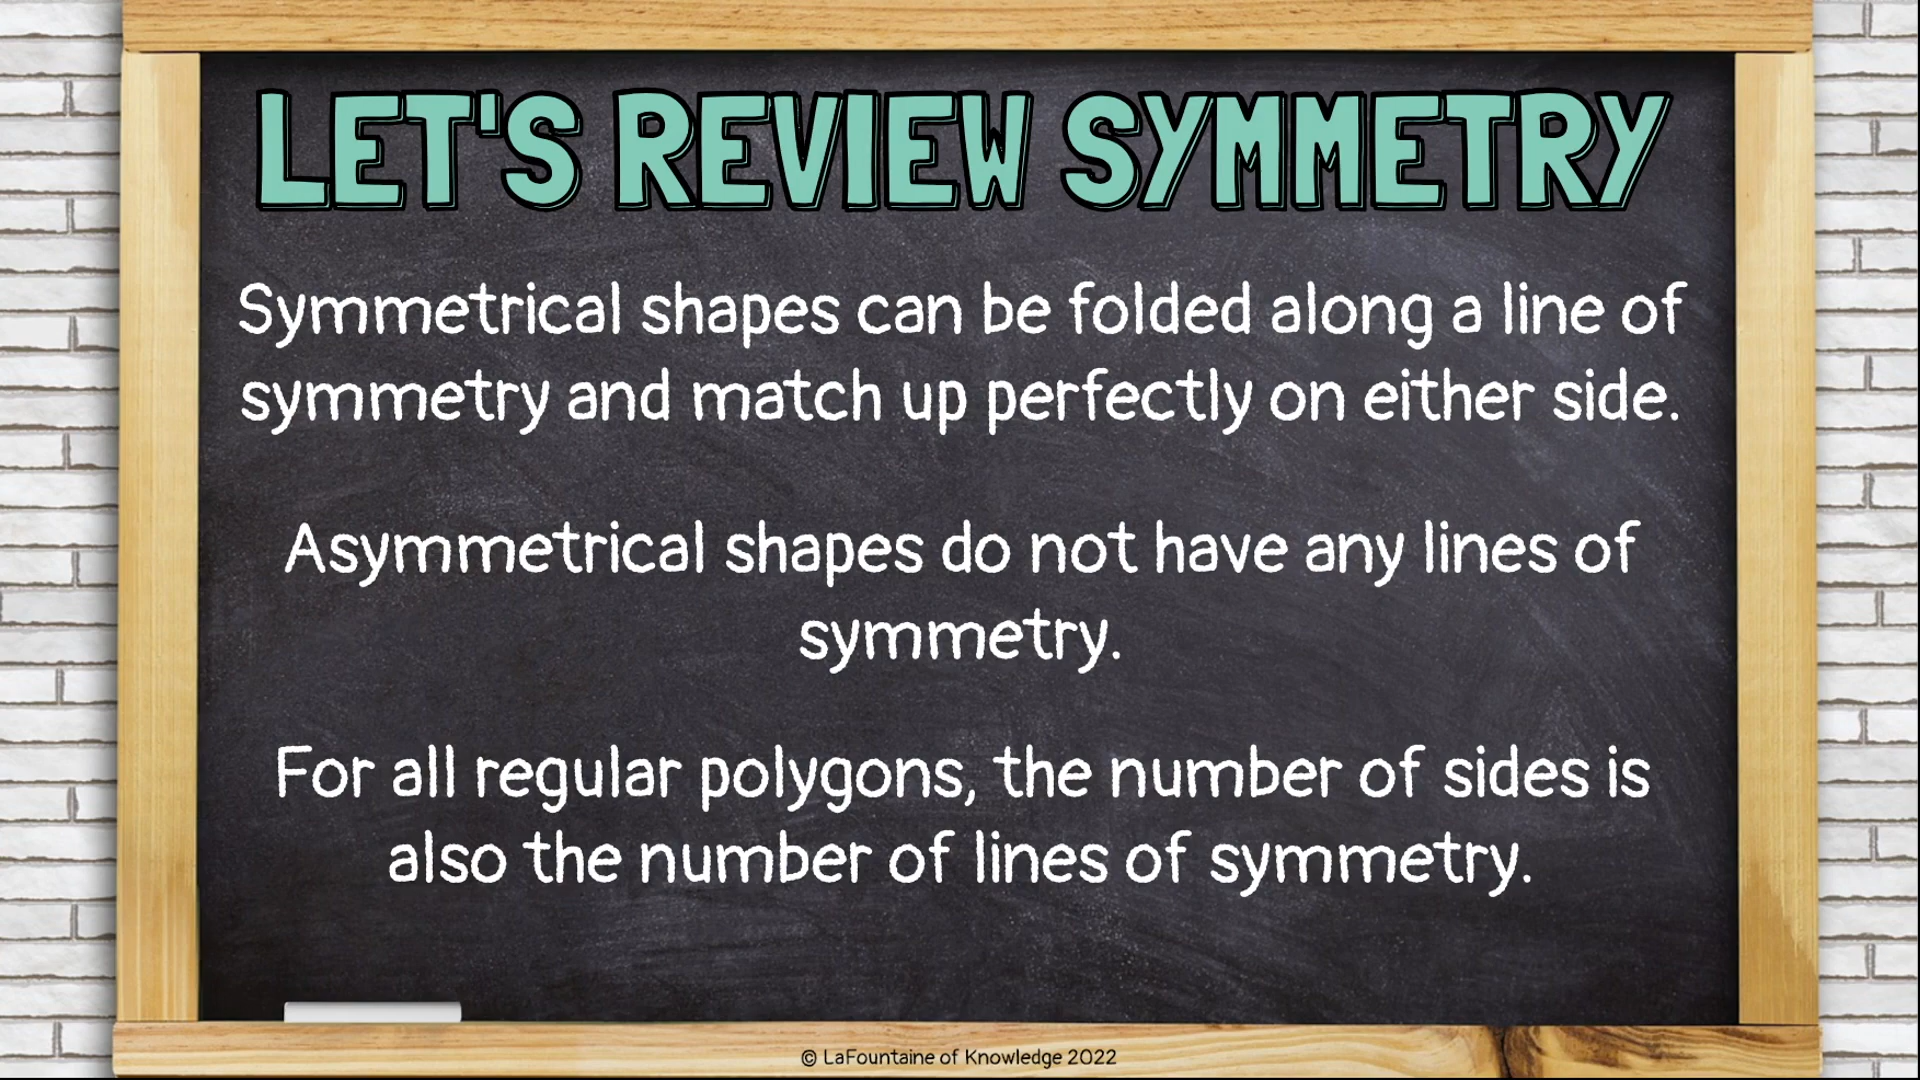 LET'S REVIEW SYMMETRY
Symmetrical shapes can be folded along a line of
symmetry and match up perfectly on either side.
Asymmetrical shapes do not have any lines of
symmetry.
For all regular polygons, the number of sides is
also the number of lines of symmetry.
© LaFountaine of Knowledge 2022